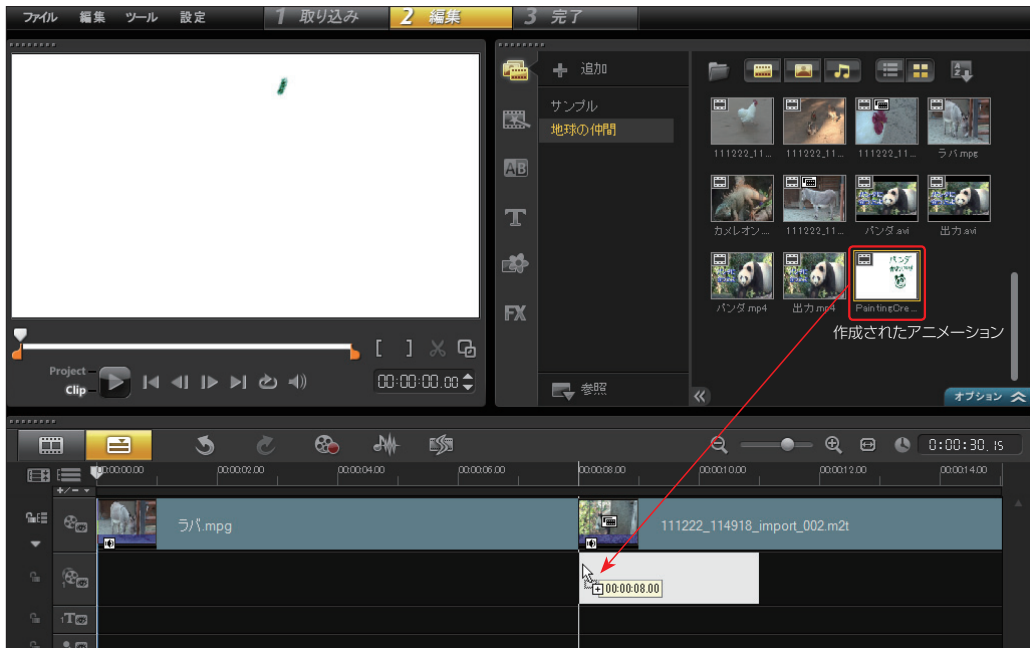 ファイル 編集 ツール 設定 1 取り込み 2 編集 3 完了
追加
サンプル
地球の仲間
AB
T
FX
111222_11... 111222_11... 111222_11... ラバ.mpg
カメレオン.... 111222_11... パンダ.avi 出力.avi
パンダ.mp4 出力.mp4 PaintingCre...
作成されたアニメーション
Project
Clip
00:00:00.00
参照
オプション
0:00:30.15
00:00:00.00 00:00:02.00 00:00:04.00 00:00:06.00 00:00:08.00 00:00:10.00 00:00:12.00 00:00:14.00
ラバ.mpg 111222_114918_import_002.m2t
00:00:08.00
1T